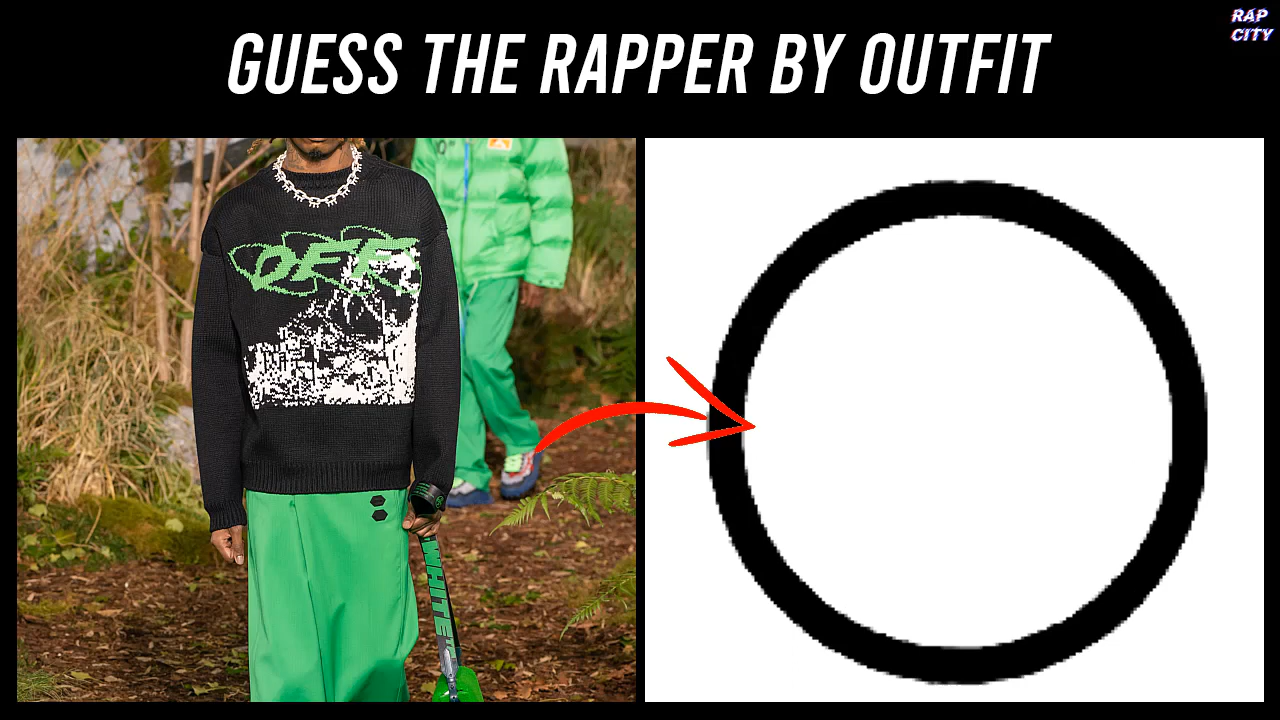 RAP
CITY
GUESS THE RAPPER BY OUTFIT
OFF
WHITE